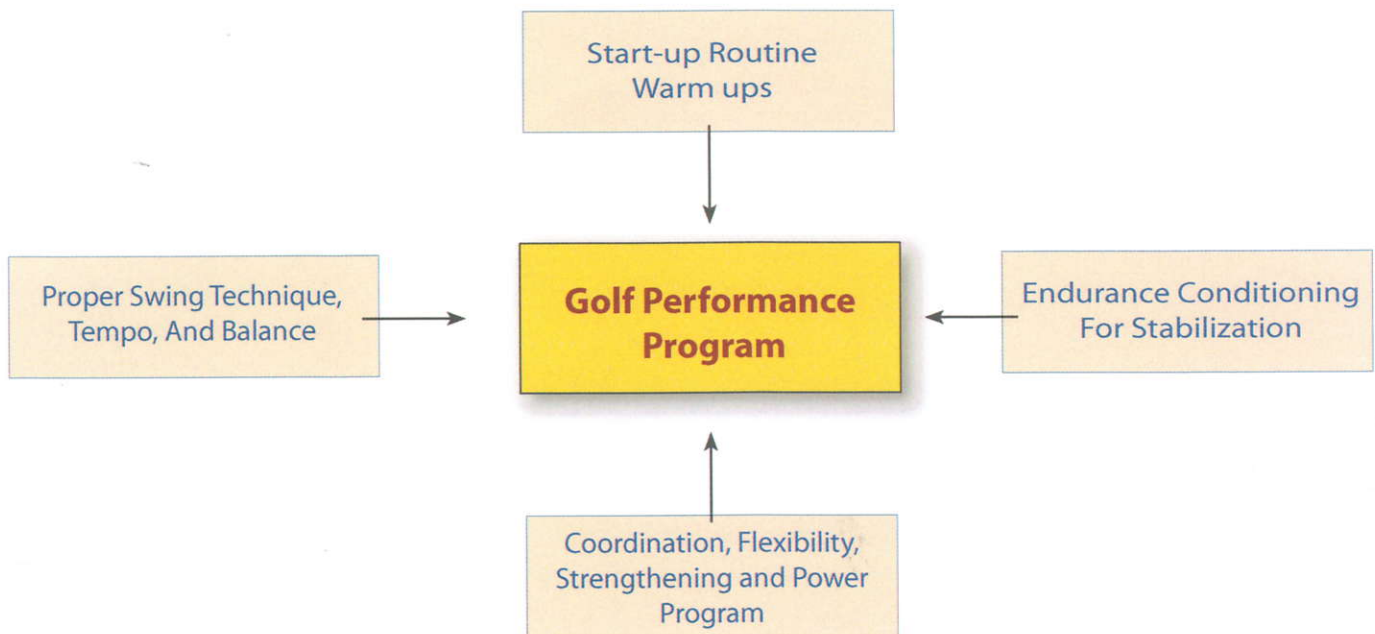 Start-up Routine
Warm ups
Proper Swing Technique,
Tempo, And Balance
Golf Performance
Program
Endurance Conditioning
For Stabilization
Coordination, Flexibility,
Strengthening and Power
Program